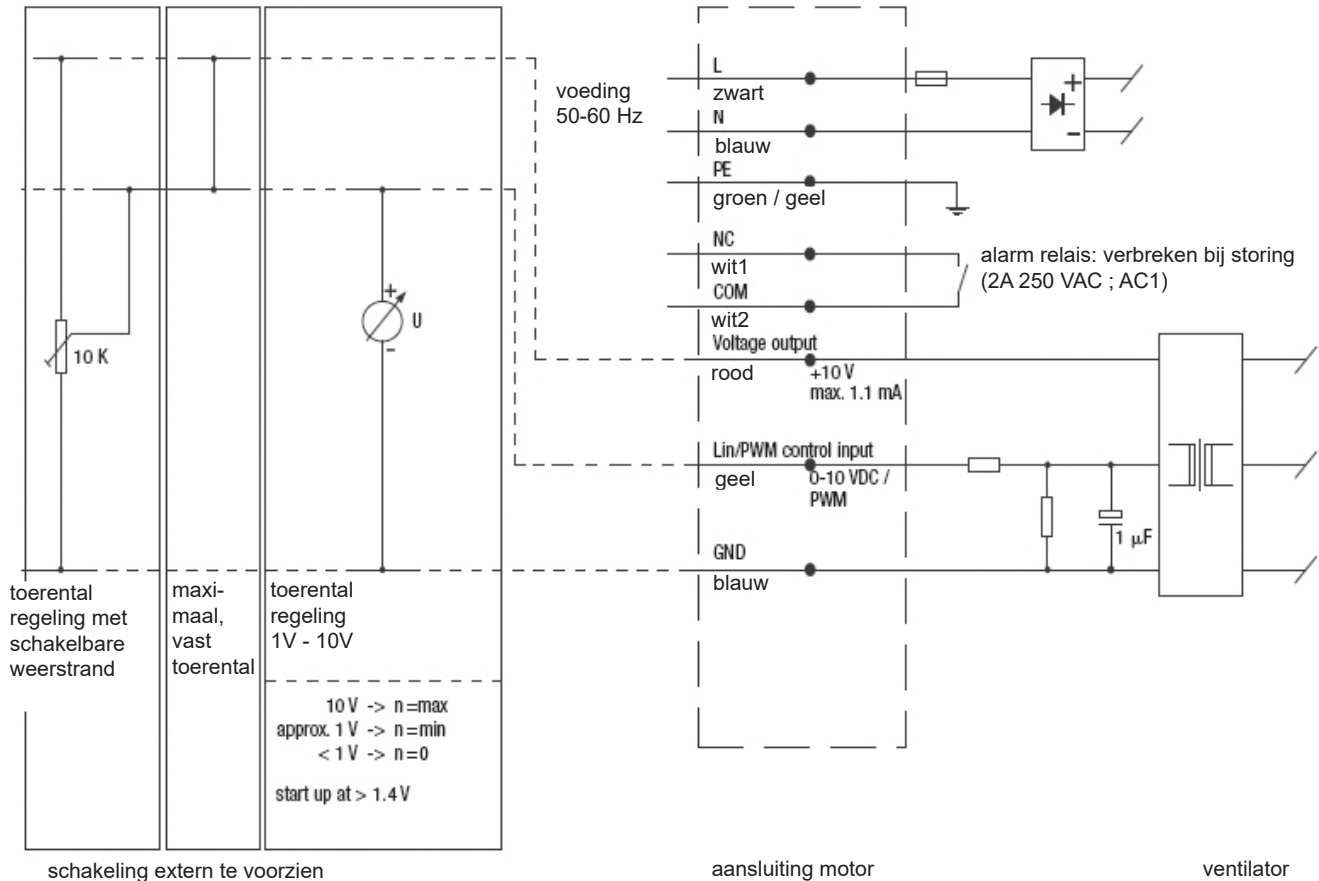 voeding
50-60 Hz
L
zwart
N
blauw
PE
groen / geel
NC
wit1
COM
wit2
alarm relais: verbreken bij storing
(2A 250 VAC ; AC1)
Voltage output
rood
+10 V
max. 1.1 mA
Lin/PWM control input
geel
0-10 VDC /
PWM
GND
blauw
+
-
+
-
U
10 K
1 µF
toerental
regeling met
schakelbare
weerstrand
maxi-
maal,
vast
toerental
toerental
regeling
1V - 10V
10 V -> n=max
approx. 1 V -> n=min
< 1 V -> n=0
start up at > 1.4 V
schakeling extern te voorzien
aansluiting motor
ventilator